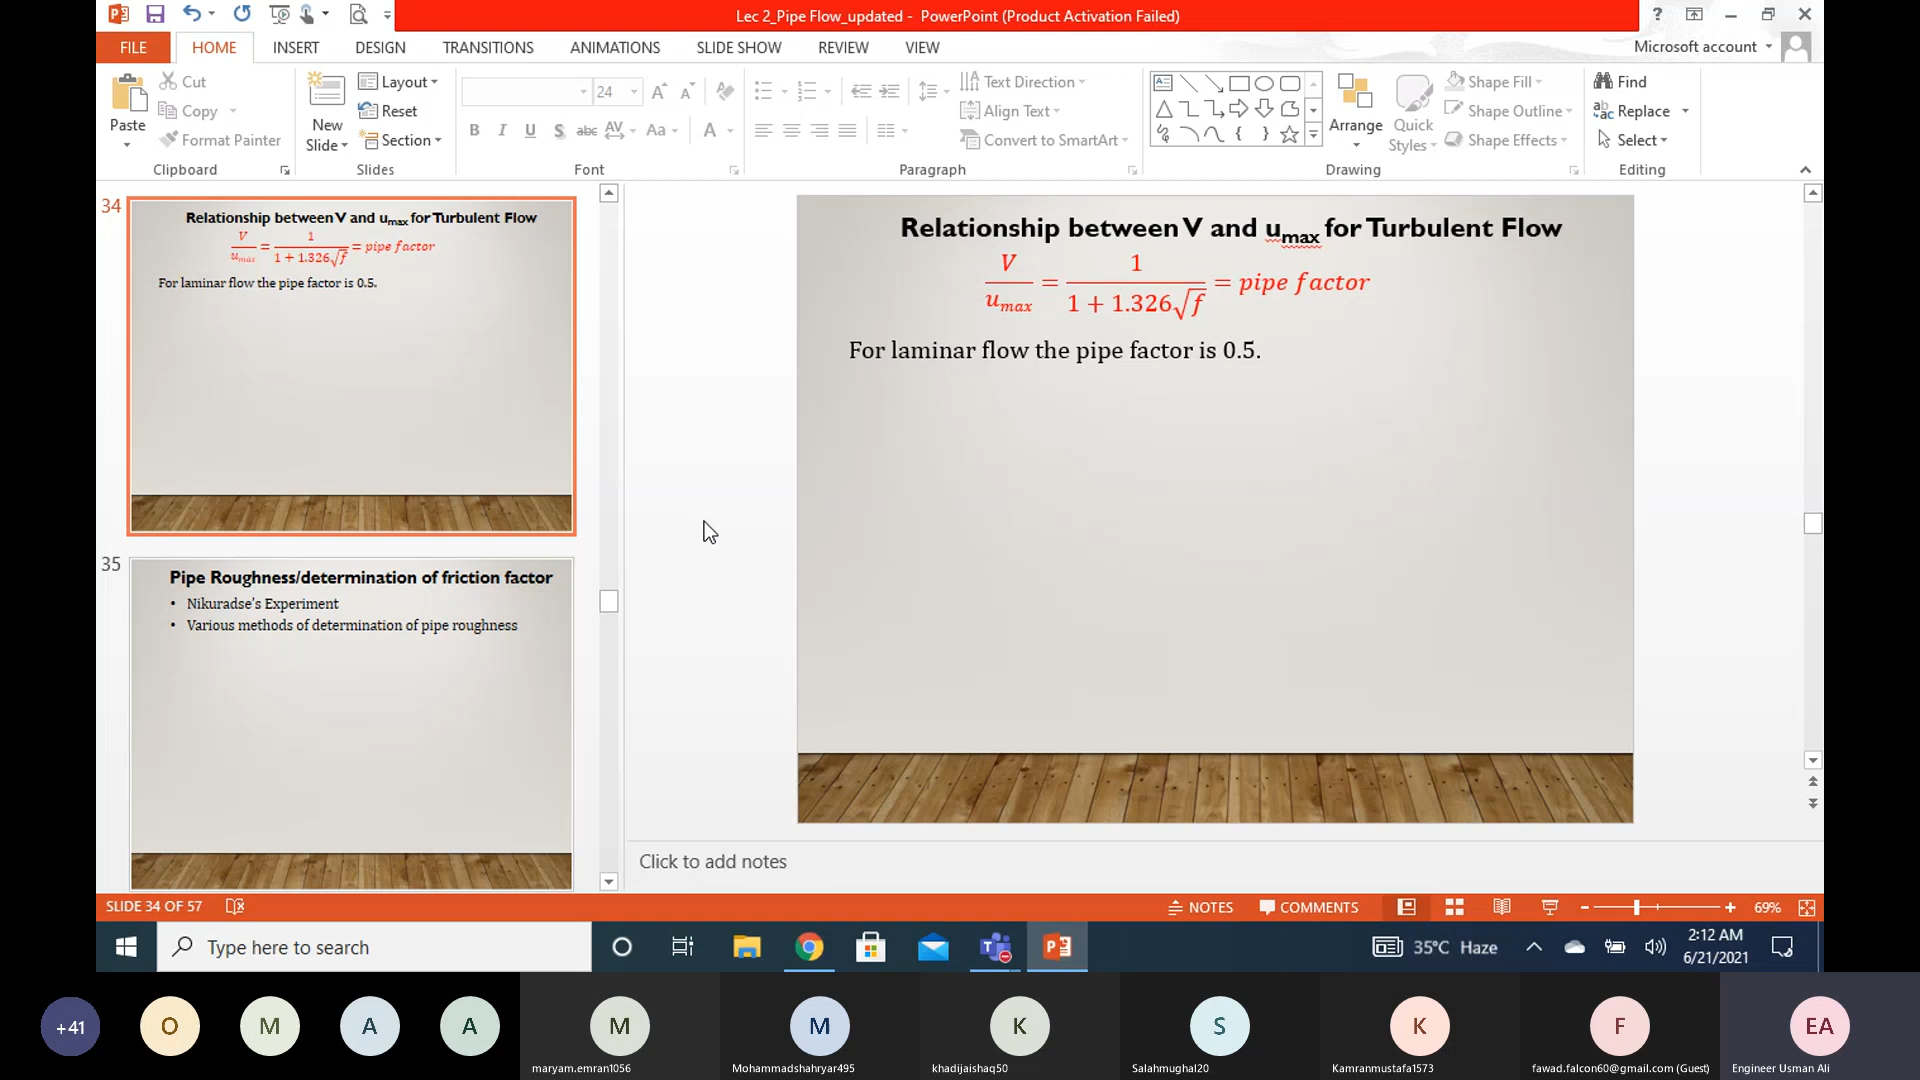 Lec 2_Pipe Flow_updated - PowerPoint (Product Activation Failed)
?
FILE HOME INSERT DESIGN TRANSITIONS ANIMATIONS SLIDE SHOW REVIEW VIEW
Microsoft account
Paste
Cut
Copy
Format Painter
Clipboard
New Slide
Layout
Reset
Section
Slides
24
B I U S abc AV Aa A
Font
Text Direction
Align Text
Convert to SmartArt
Paragraph
Arrange
Quick Styles
Shape Fill
Shape Outline
Shape Effects
Drawing
Find
Replace
Select
Editing
34
Relationship between V and umax for Turbulent Flow
V/umax = 1/(1 + 1.326√f) = pipe factor
For laminar flow the pipe factor is 0.5.
35
Pipe Roughness/determination of friction factor
• Nikuradse's Experiment
• Various methods of determination of pipe roughness
Relationship between V and umax for Turbulent Flow
V/umax = 1/(1 + 1.326√f) = pipe factor
For laminar flow the pipe factor is 0.5.
Click to add notes
SLIDE 34 OF 57
NOTES COMMENTS 69%
Type here to search
35°C Haze
2:12 AM
6/21/2021
+41 O M A A M M K S K F EA
maryam.emran1056 Mohammadshahryar495 khadijaishaq50 Salahmughal20 Kamranmustafa1573 fawad.falcon60@gmail.com (Guest) Engineer Usman Ali